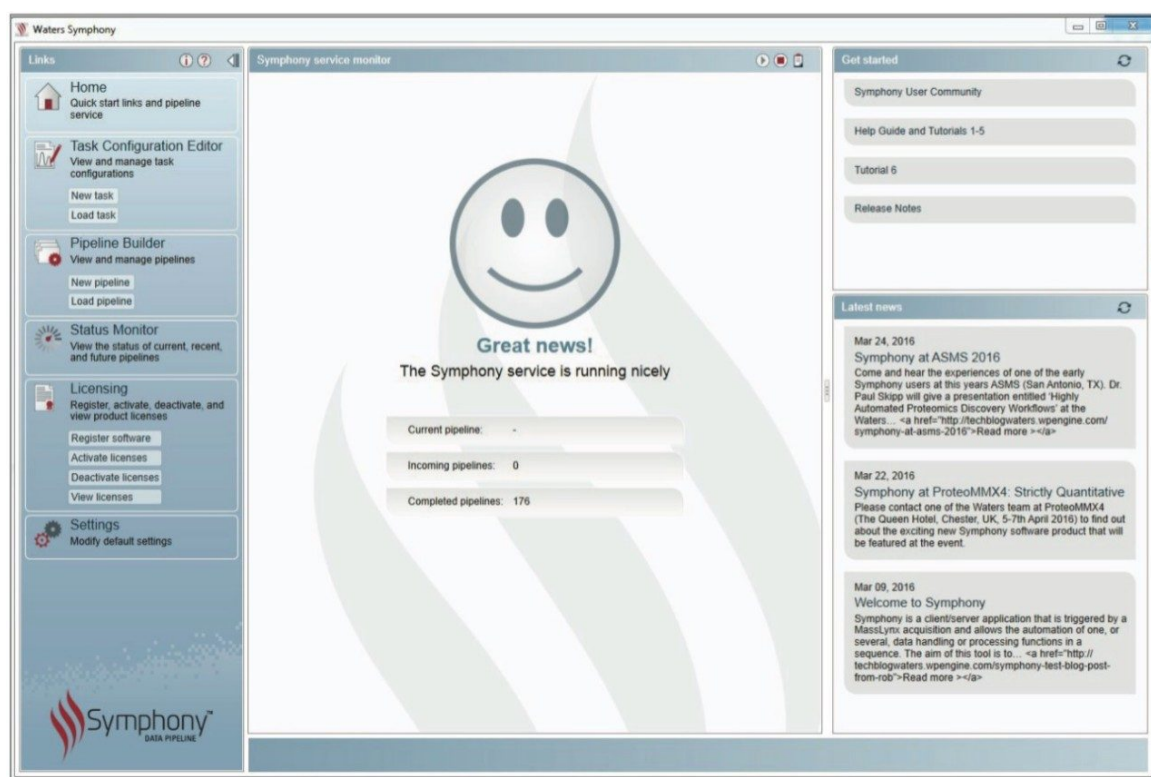 Waters Symphony
Links
Home
Quick start links and pipeline
service
Task Configuration Editor
View and manage task
configurations
New task
Load task
Pipeline Builder
View and manage pipelines
New pipeline
Load pipeline
Status Monitor
View the status of current, recent,
and future pipelines
Licensing
Register, activate, deactivate, and
view product licenses
Register software
Activate licenses
Deactivate licenses
View licenses
Settings
Modify default settings
Symphony™
DATA PIPELINE
Symphony service monitor
Great news!
The Symphony service is running nicely
Current pipeline: -
Incoming pipelines: 0
Completed pipelines: 176
Get started
Symphony User Community
Help Guide and Tutorials 1-5
Tutorial 6
Release Notes
Latest news
Mar 24, 2016
Symphony at ASMS 2016
Come and hear the experiences of one of the early
Symphony users at this years ASMS (San Antonio, TX). Dr.
Paul Skipp will give a presentation entitled 'Highly
Automated Proteomics Discovery Workflows' at the
Waters... <a href="http://techblogwaters.wpengine.com/
symphony-at-asms-2016">Read more ></a>
Mar 22, 2016
Symphony at ProteoMMX4: Strictly Quantitative
Please contact one of the Waters team at ProteoMMX4
(The Queen Hotel, Chester, UK, 5-7th April 2016) to find out
about the exciting new Symphony software product that will
be featured at the event.
Mar 09, 2016
Welcome to Symphony
Symphony is a client/server application that is triggered by a
MassLynx acquisition and allows the automation of one, or
several, data handling or processing functions in a
sequence. The aim of this tool is to... <a href="http://
techblogwaters.wpengine.com/symphony-test-blog-post-
from-rob">Read more ></a>